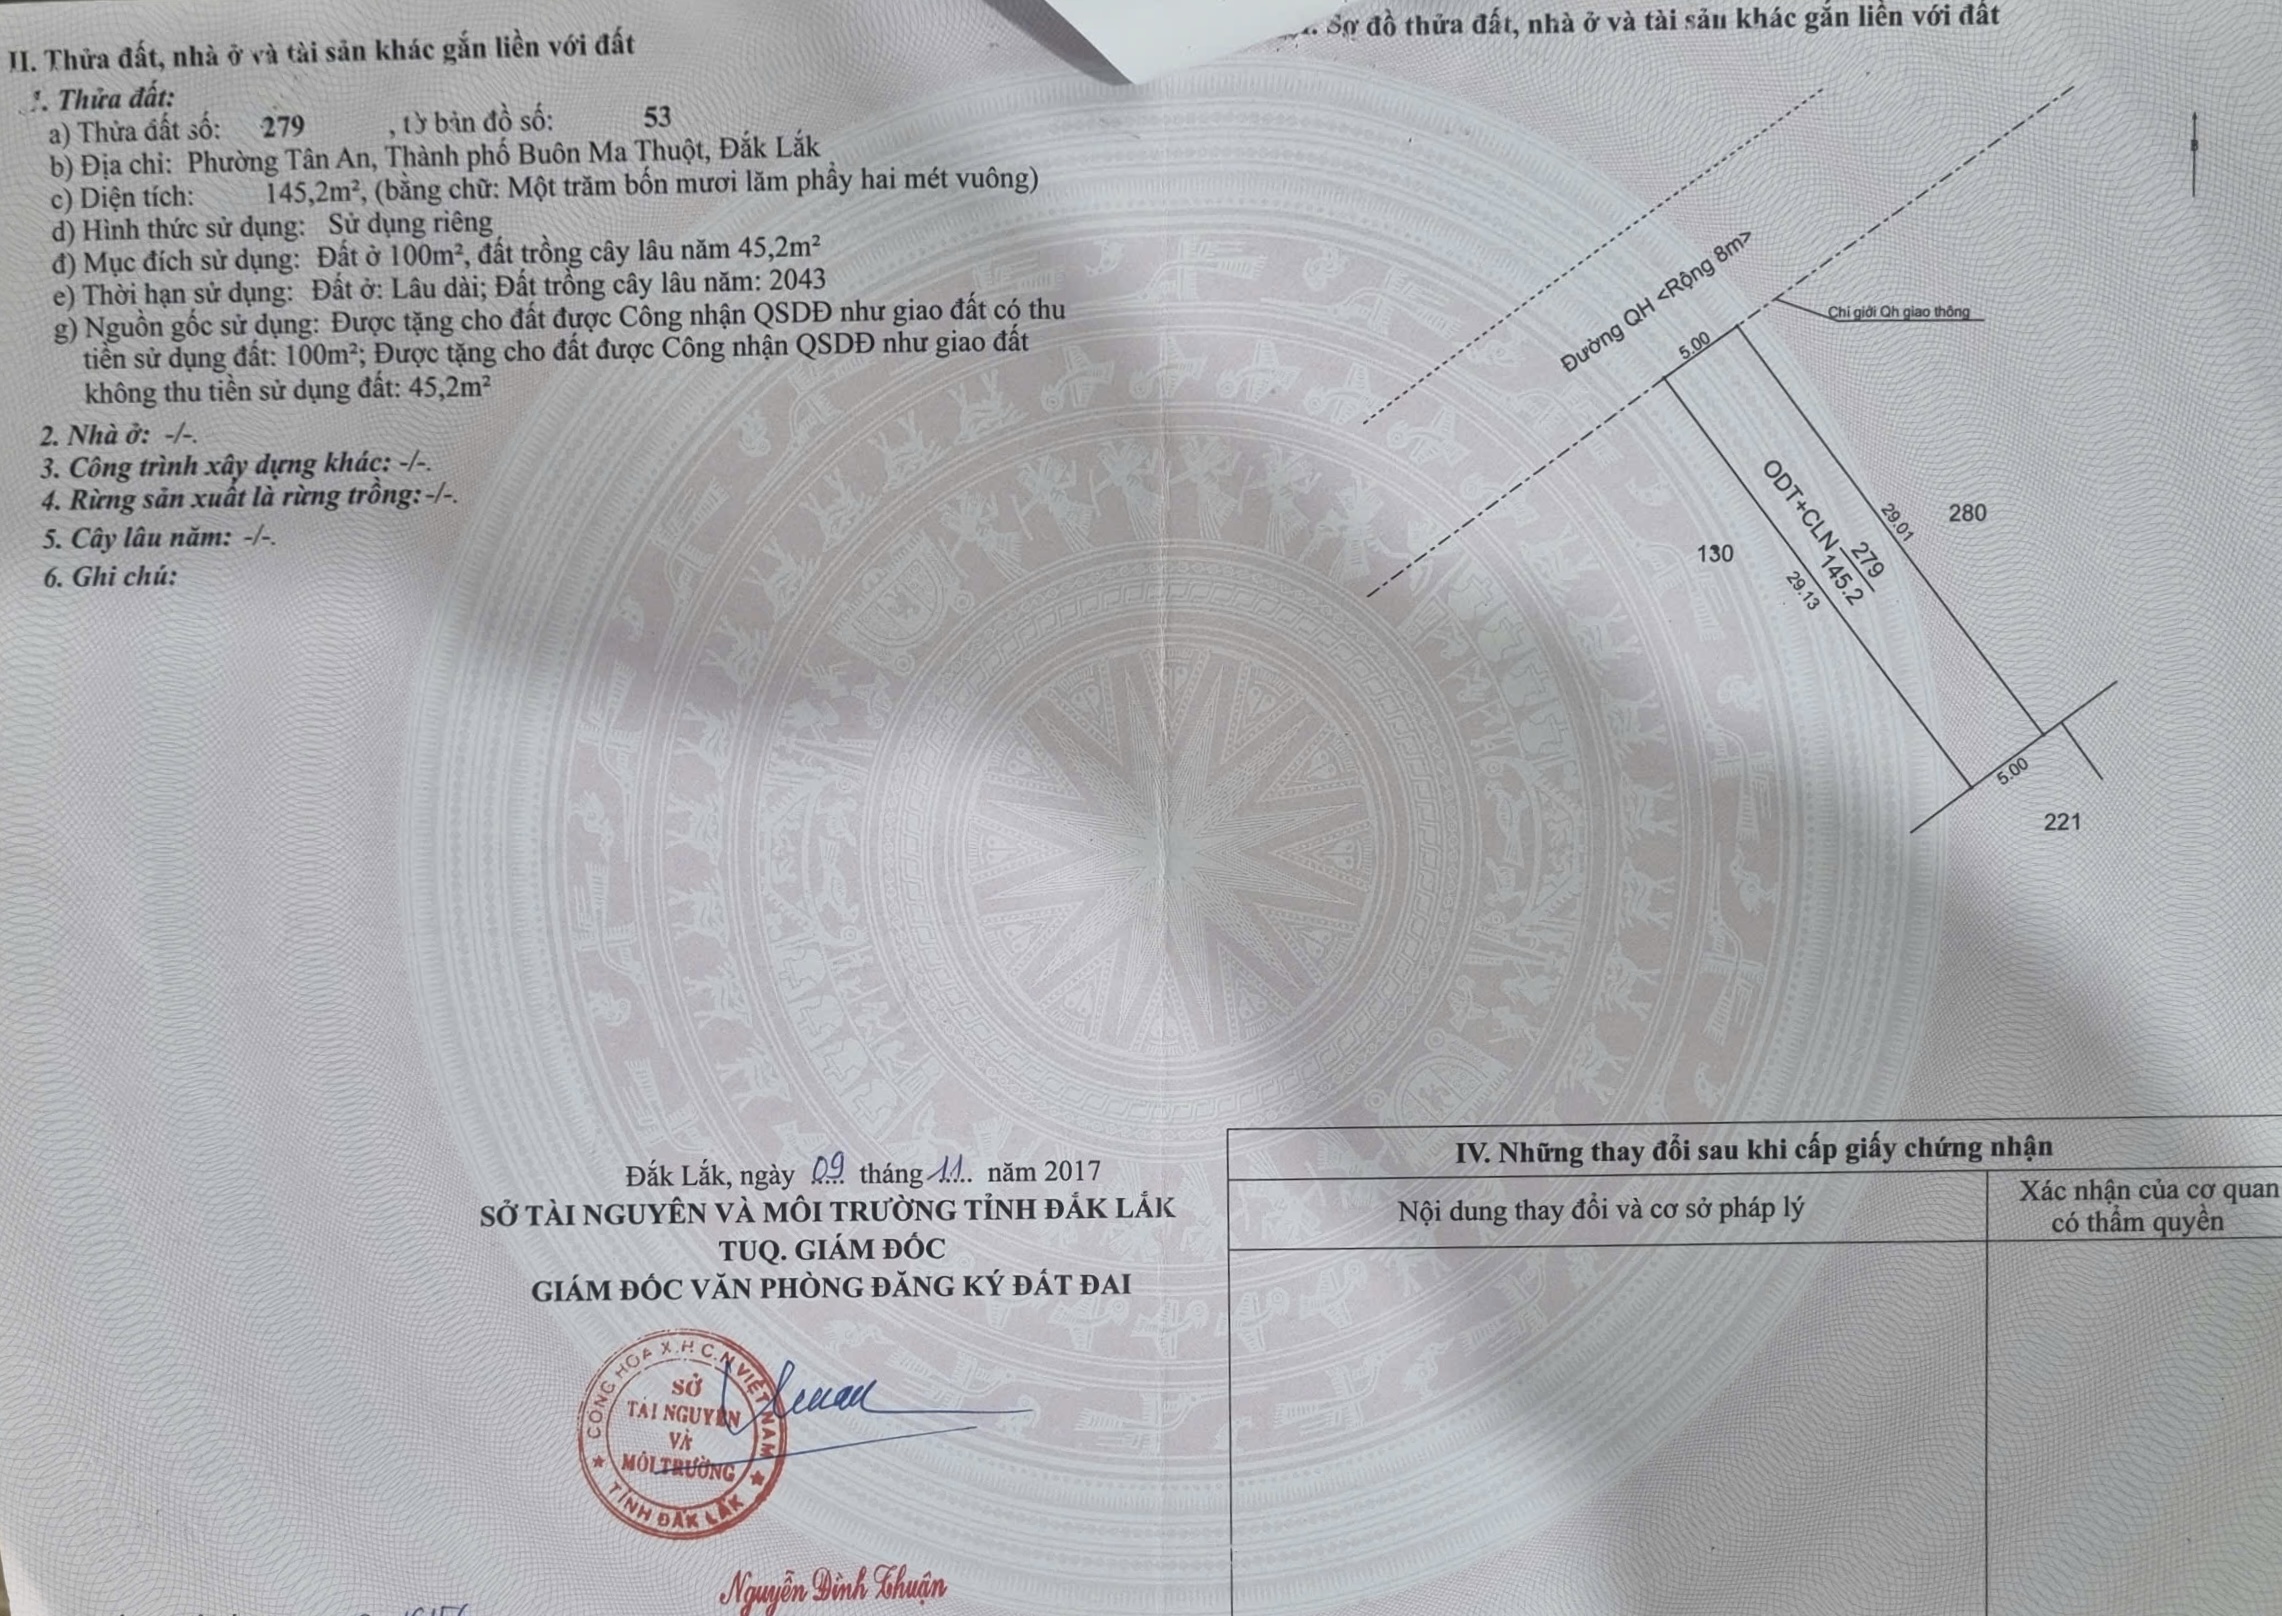 II. Thửa đất, nhà ở và tài sản khác gắn liền với đất
1. Thửa đất:
a) Thửa đất số: 279 , tờ bản đồ số: 53
b) Địa chỉ: Phường Tân An, Thành phố Buôn Ma Thuột, Đắk Lắk
c) Diện tích: 145,2m², (bằng chữ: Một trăm bốn mươi lăm phẩy hai mét vuông)
d) Hình thức sử dụng: Sử dụng riêng
đ) Mục đích sử dụng: Đất ở 100m², đất trồng cây lâu năm 45,2m²
e) Thời hạn sử dụng: Đất ở: Lâu dài; Đất trồng cây lâu năm: 2043
g) Nguồn gốc sử dụng: Được tặng cho đất được Công nhận QSDĐ như giao đất có thu
tiền sử dụng đất: 100m²; Được tặng cho đất được Công nhận QSDĐ như giao đất
không thu tiền sử dụng đất: 45,2m²
2. Nhà ở: -/-.
3. Công trình xây dựng khác: -/-.
4. Rừng sản xuất là rừng trồng: -/-.
5. Cây lâu năm: -/-.
6. Ghi chú:
Đắk Lắk, ngày 09 tháng 11 năm 2017
SỞ TÀI NGUYÊN VÀ MÔI TRƯỜNG TỈNH ĐẮK LẮK
TUQ. GIÁM ĐỐC
GIÁM ĐỐC VĂN PHÒNG ĐĂNG KÝ ĐẤT ĐAI
CỘNG HOÀ X.H.C.N VIỆT NAM
SỞ
TÀI NGUYÊN
VÀ
MÔI TRƯỜNG
TỈNH ĐẮK LẮK
Nguyễn Đình Thuận
Sơ đồ thửa đất, nhà ở và tài sản khác gắn liền với đất
Đường QH <Rộng 8m>
Chỉ giới Qh giao thông
5.00
ODT+CLN 279
145.2
29.01
29.13
280
130
5.00
221
IV. Những thay đổi sau khi cấp giấy chứng nhận
Nội dung thay đổi và cơ sở pháp lý
Xác nhận của cơ quan
có thẩm quyền